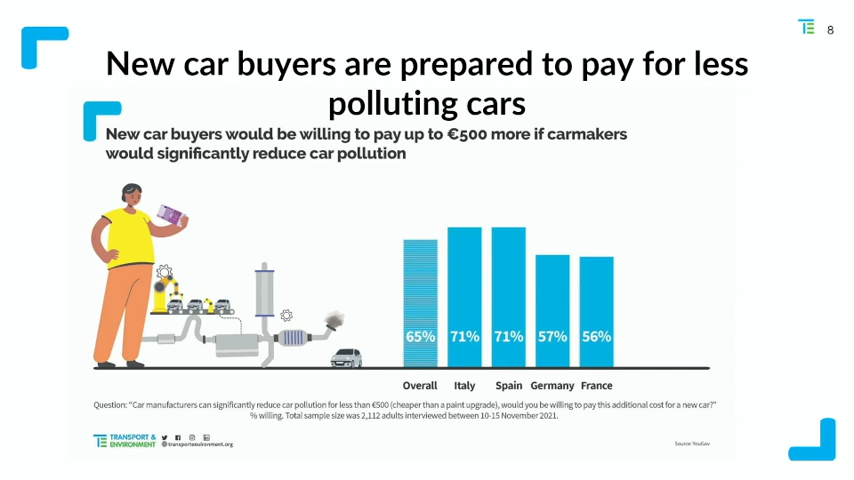 TE 8
New car buyers are prepared to pay for less
polluting cars
New car buyers would be willing to pay up to €500 more if carmakers
would significantly reduce car pollution
65% 71% 71% 57% 56%
Overall Italy Spain Germany France
Question: "Car manufacturers can significantly reduce car pollution for less than €500 (cheaper than a paint upgrade), would you be willing to pay this additional cost for a new car?"
% willing. Total sample size was 2,112 adults interviewed between 10-15 November 2021.
TE TRANSPORT &
ENVIRONMENT @transportenvironment.org
Source: YouGov